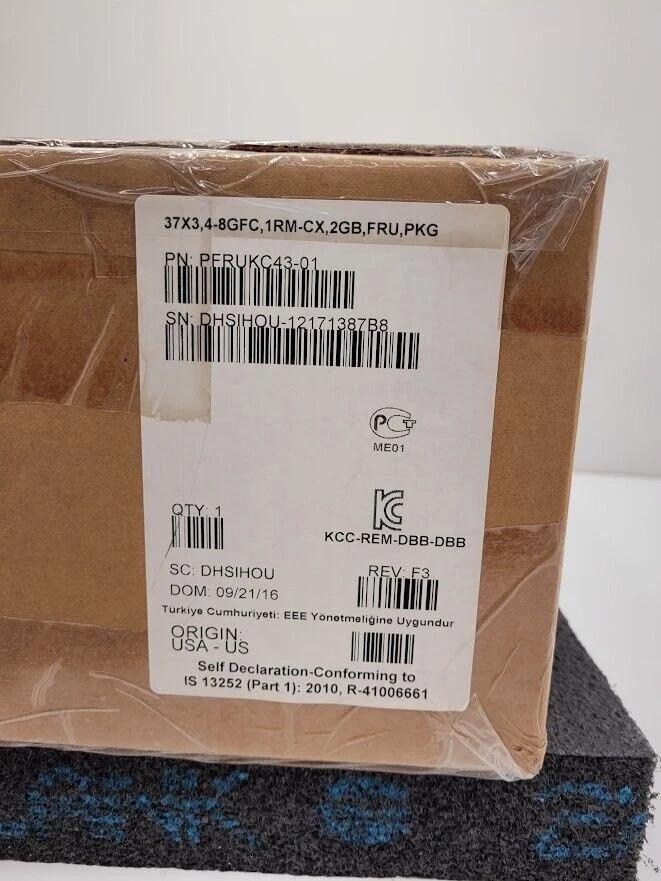 37X3,4-8GFC,1RM-CX,2GB,FRU,PKG
PN: PFRUKC43-01
SN: DHSIHOU-12171387B8
ME01
QTY: 1
KCC-REM-DBB-DBB
SC: DHSIHOU
REV: F3
DOM: 09/21/16
Türkiye Cumhuriyeti: EEE Yönetmeliğine Uygundur
ORIGIN:
USA - US
Self Declaration-Conforming to
IS 13252 (Part 1): 2010, R-41006661